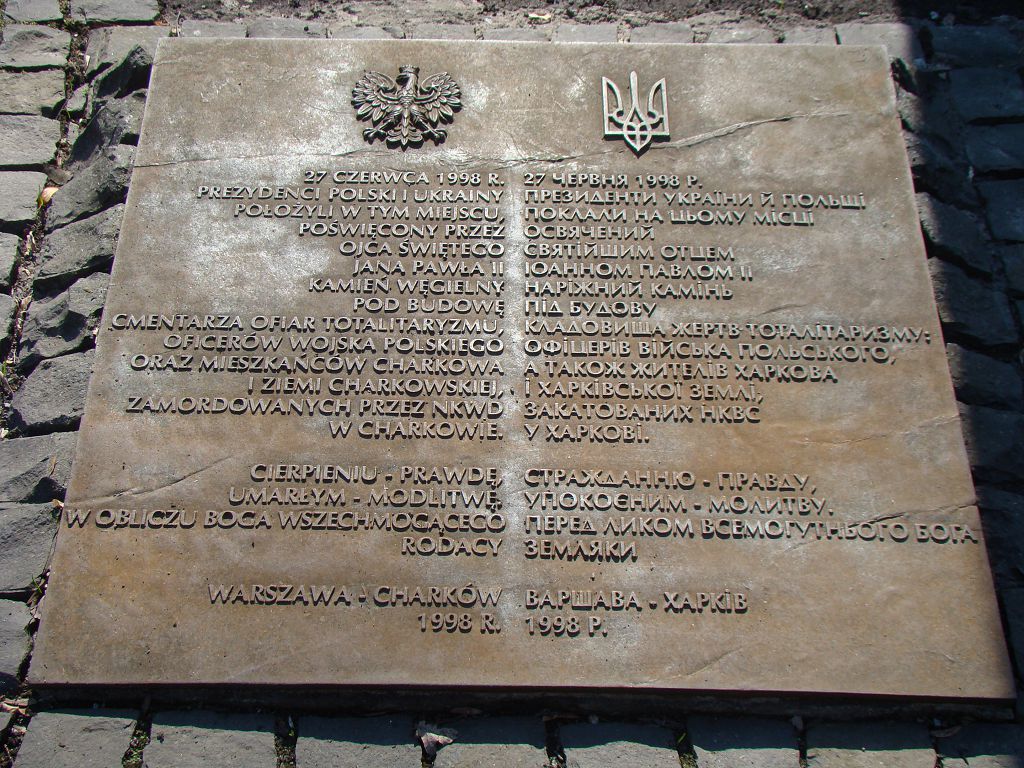 27 CZERWCA 1998 R.
PREZYDENCI POLSKI I UKRAINY
POŁOŻYLI W TYM MIEJSCU,
POŚWIĘCONY PRZEZ
OJCA ŚWIĘTEGO
JANA PAWŁA II
KAMIEŃ WĘGIELNY
POD BUDOWĘ
CMENTARZA OFIAR TOTALITARYZMU,
OFICERÓW WOJSKA POLSKIEGO
ORAZ MIESZKAŃCÓW CHARKOWA
I ZIEMI CHARKOWSKIEJ,
ZAMORDOWANYCH PRZEZ NKWD
W CHARKOWIE.
CIERPIENIU - PRAWDĘ,
UMARŁYM - MODLITWĘ,
W OBLICZU BOGA WSZECHMOGĄCEGO
RODACY
WARSZAWA - CHARKÓW
1998 R.
27 ЧЕРВНЯ 1998 Р.
ПРЕЗИДЕНТИ УКРАЇНИ Й ПОЛЬЩІ
ПОКЛАЛИ НА ЦЬОМУ МІСЦІ
ОСВЯЧЕНИЙ
СВЯТІЙШИМ ОТЦЕМ
ІОАННОМ ПАВЛОМ ІІ
НАРІЖНИЙ КАМІНЬ
ПІД БУДОВУ
КЛАДОВИЩА ЖЕРТВ ТОТАЛІТАРИЗМУ:
ОФІЦЕРІВ ВІЙСЬКА ПОЛЬСЬКОГО,
А ТАКОЖ ЖИТЕЛІВ ХАРКОВА
І ХАРКІВСЬКОЇ ЗЕМЛІ,
ЗАКАТОВАНИХ НКВС
У ХАРКОВІ.
СТРАЖДАННЮ - ПРАВДУ,
УПОКОЄНИМ - МОЛИТВУ.
ПЕРЕД ЛИКОМ ВСЕМОГУТНЬОГО БОГА
ЗЕМЛЯКИ
ВАРШАВА - ХАРКІВ
1998 Р.